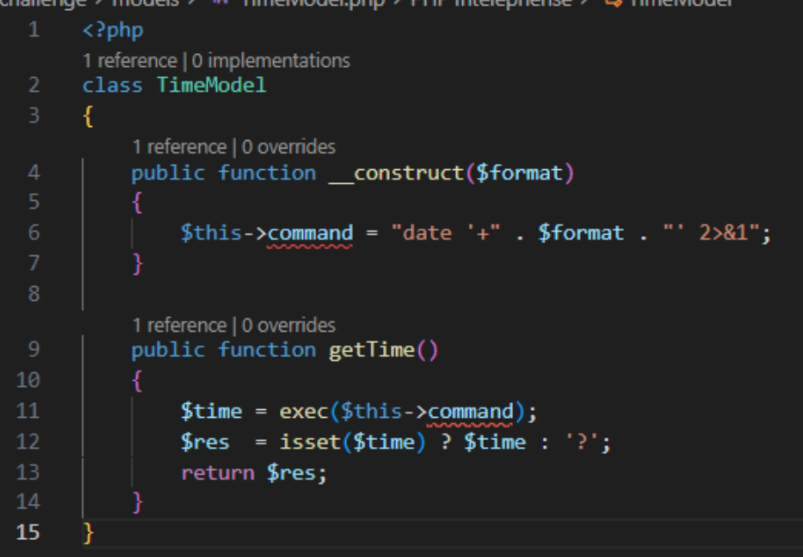 challenge > models > TimeModel.php > PHP Intelephense > TimeModel
1 <?php
1 reference | 0 implementations
2 class TimeModel
3 {
1 reference | 0 overrides
4 public function __construct($format)
5 {
6 $this->command = "date '+" . $format . "' 2>&1";
7 }
8
1 reference | 0 overrides
9 public function getTime()
10 {
11 $time = exec($this->command);
12 $res  = isset($time) ? $time : '?';
13 return $res;
14 }
15 }